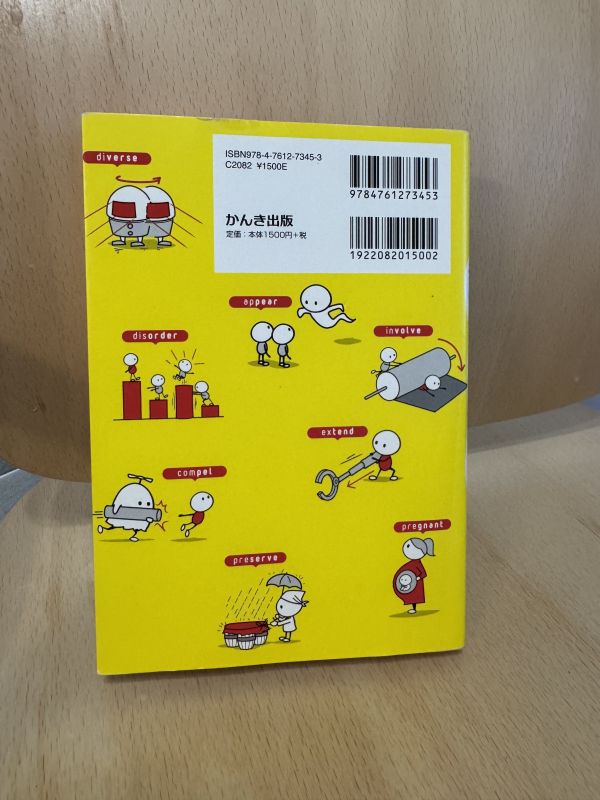 ISBN978-4-7612-7345-3
C2082 ¥1500E
9784761273453
かんき出版
定価：本体1500円+税
1922082015002
diverse
appear
disorder
involve
extend
compel
pregnant
preserve